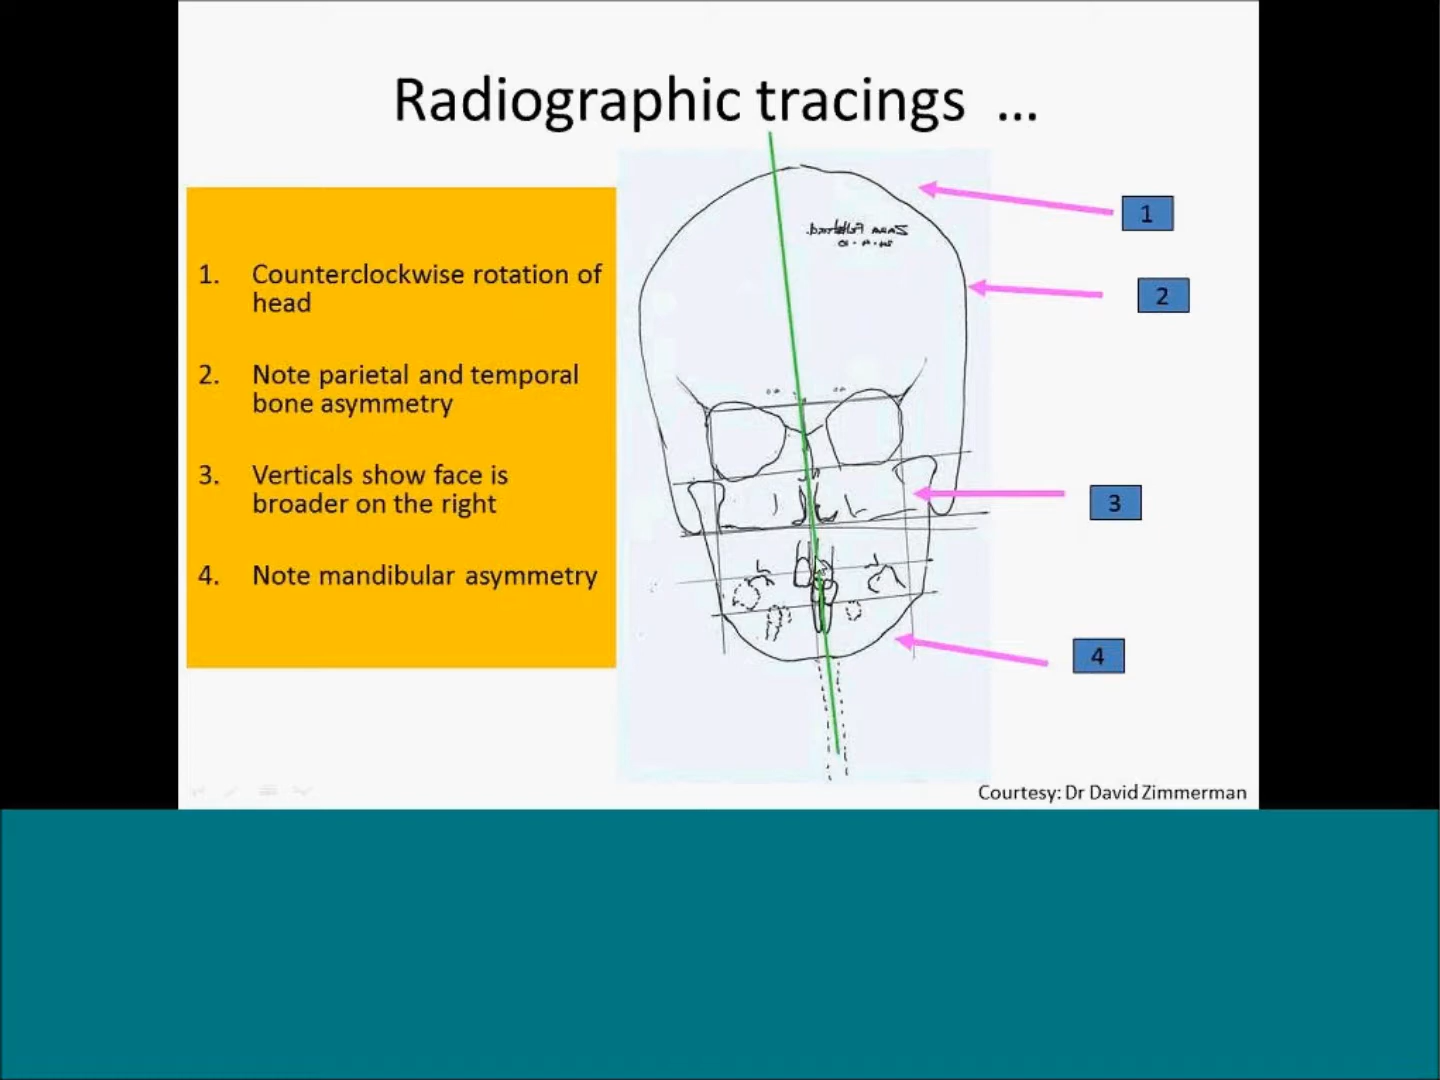 Radiographic tracings ...
1. Counterclockwise rotation of
head
2. Note parietal and temporal
bone asymmetry
3. Verticals show face is
broader on the right
4. Note mandibular asymmetry
1
2
3
4
Courtesy: Dr David Zimmerman